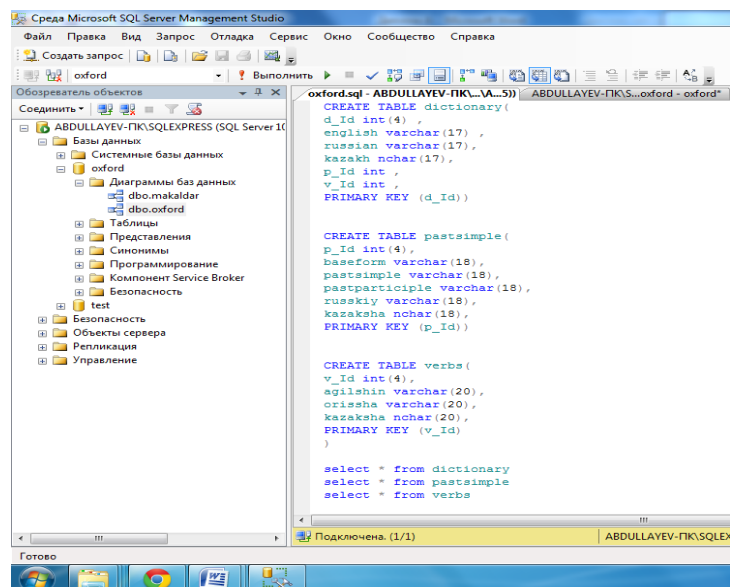 Среда Microsoft SQL Server Management Studio
Файл Правка Вид Запрос Отладка Сервис Окно Сообщество Справка
Создать запрос
oxford Выполнить
Обозреватель объектов
Соединить
ABDULLAYEV-ПК\SQLEXPRESS (SQL Server 10
Базы данных
Системные базы данных
oxford
Диаграммы баз данных
dbo.makaldar
dbo.oxford
Таблицы
Представления
Синонимы
Программирование
Компонент Service Broker
Безопасность
test
Безопасность
Объекты сервера
Репликация
Управление
oxford.sql - ABDULLAYEV-ПК\...\A...5)) ABDULLAYEV-ПК\S...oxford - oxford*
CREATE TABLE dictionary(
d_Id int(4) ,
english varchar(17) ,
russian varchar(17),
kazakh nchar(17),
p_Id int ,
v_Id int ,
PRIMARY KEY (d_Id))
CREATE TABLE pastsimple(
p_Id int(4),
baseform varchar(18),
pastsimple varchar(18),
pastparticiple varchar(18),
russkiy varchar(18),
kazaksha nchar(18),
PRIMARY KEY (p_Id))
CREATE TABLE verbs(
v_Id int(4),
agilshin varchar(20),
orissha varchar(20),
kazaksha nchar(20),
PRIMARY KEY (v_Id)
)
select * from dictionary
select * from pastsimple
select * from verbs
Подключена. (1/1) ABDULLAYEV-ПК\SQLEX
Готово